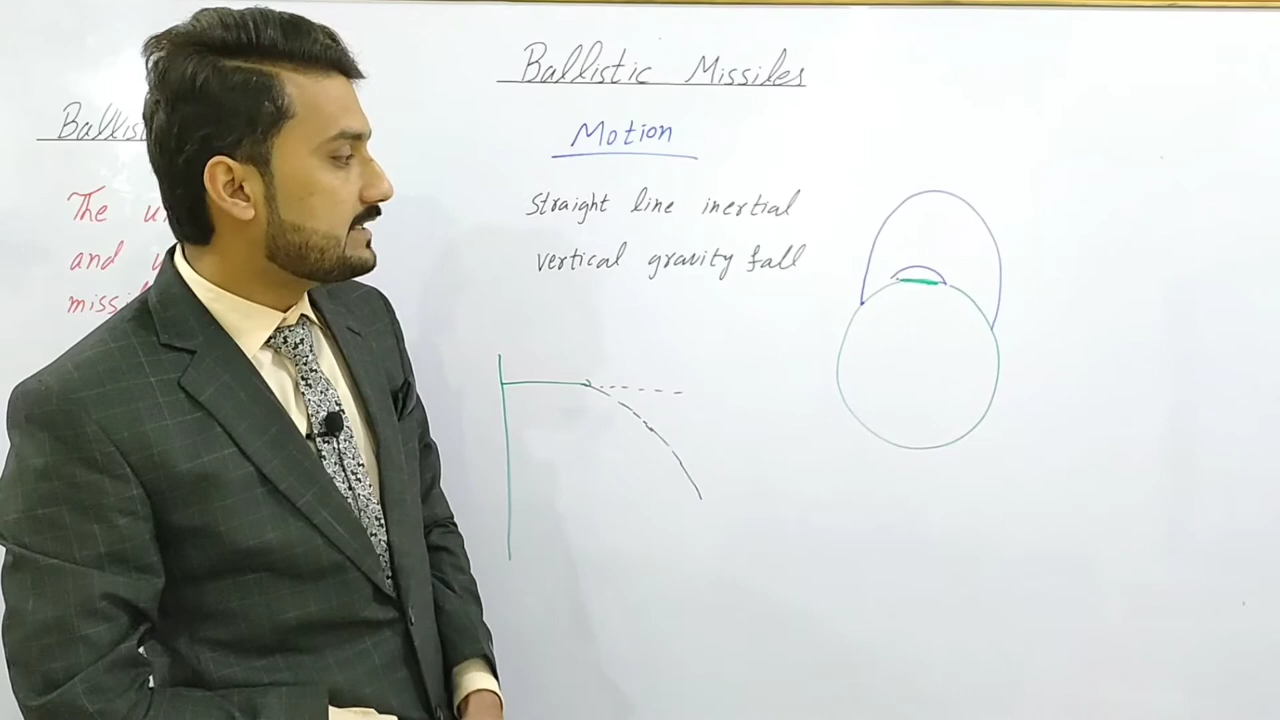 Ballistic Missiles
Motion
straight line inertial
vertical gravity fall
The
and